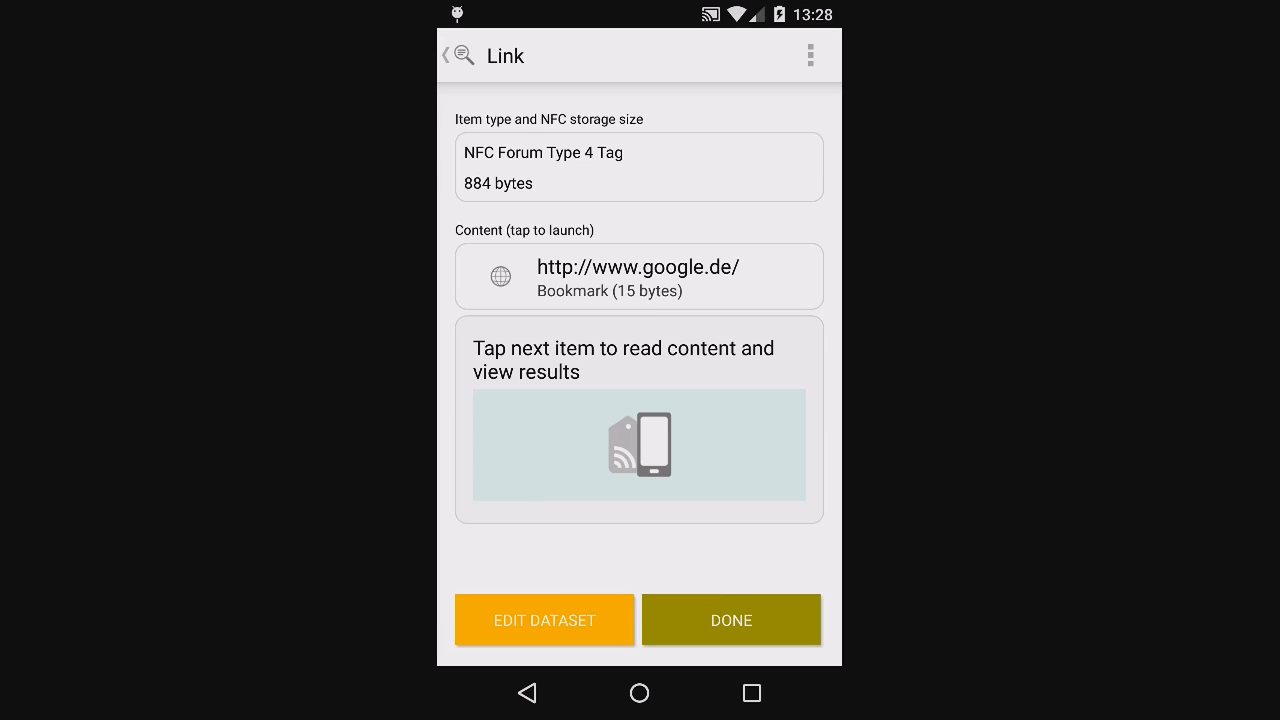 13:28
Link
Item type and NFC storage size
NFC Forum Type 4 Tag
884 bytes
Content (tap to launch)
http://www.google.de/
Bookmark (15 bytes)
Tap next item to read content and
view results
EDIT DATASET
DONE